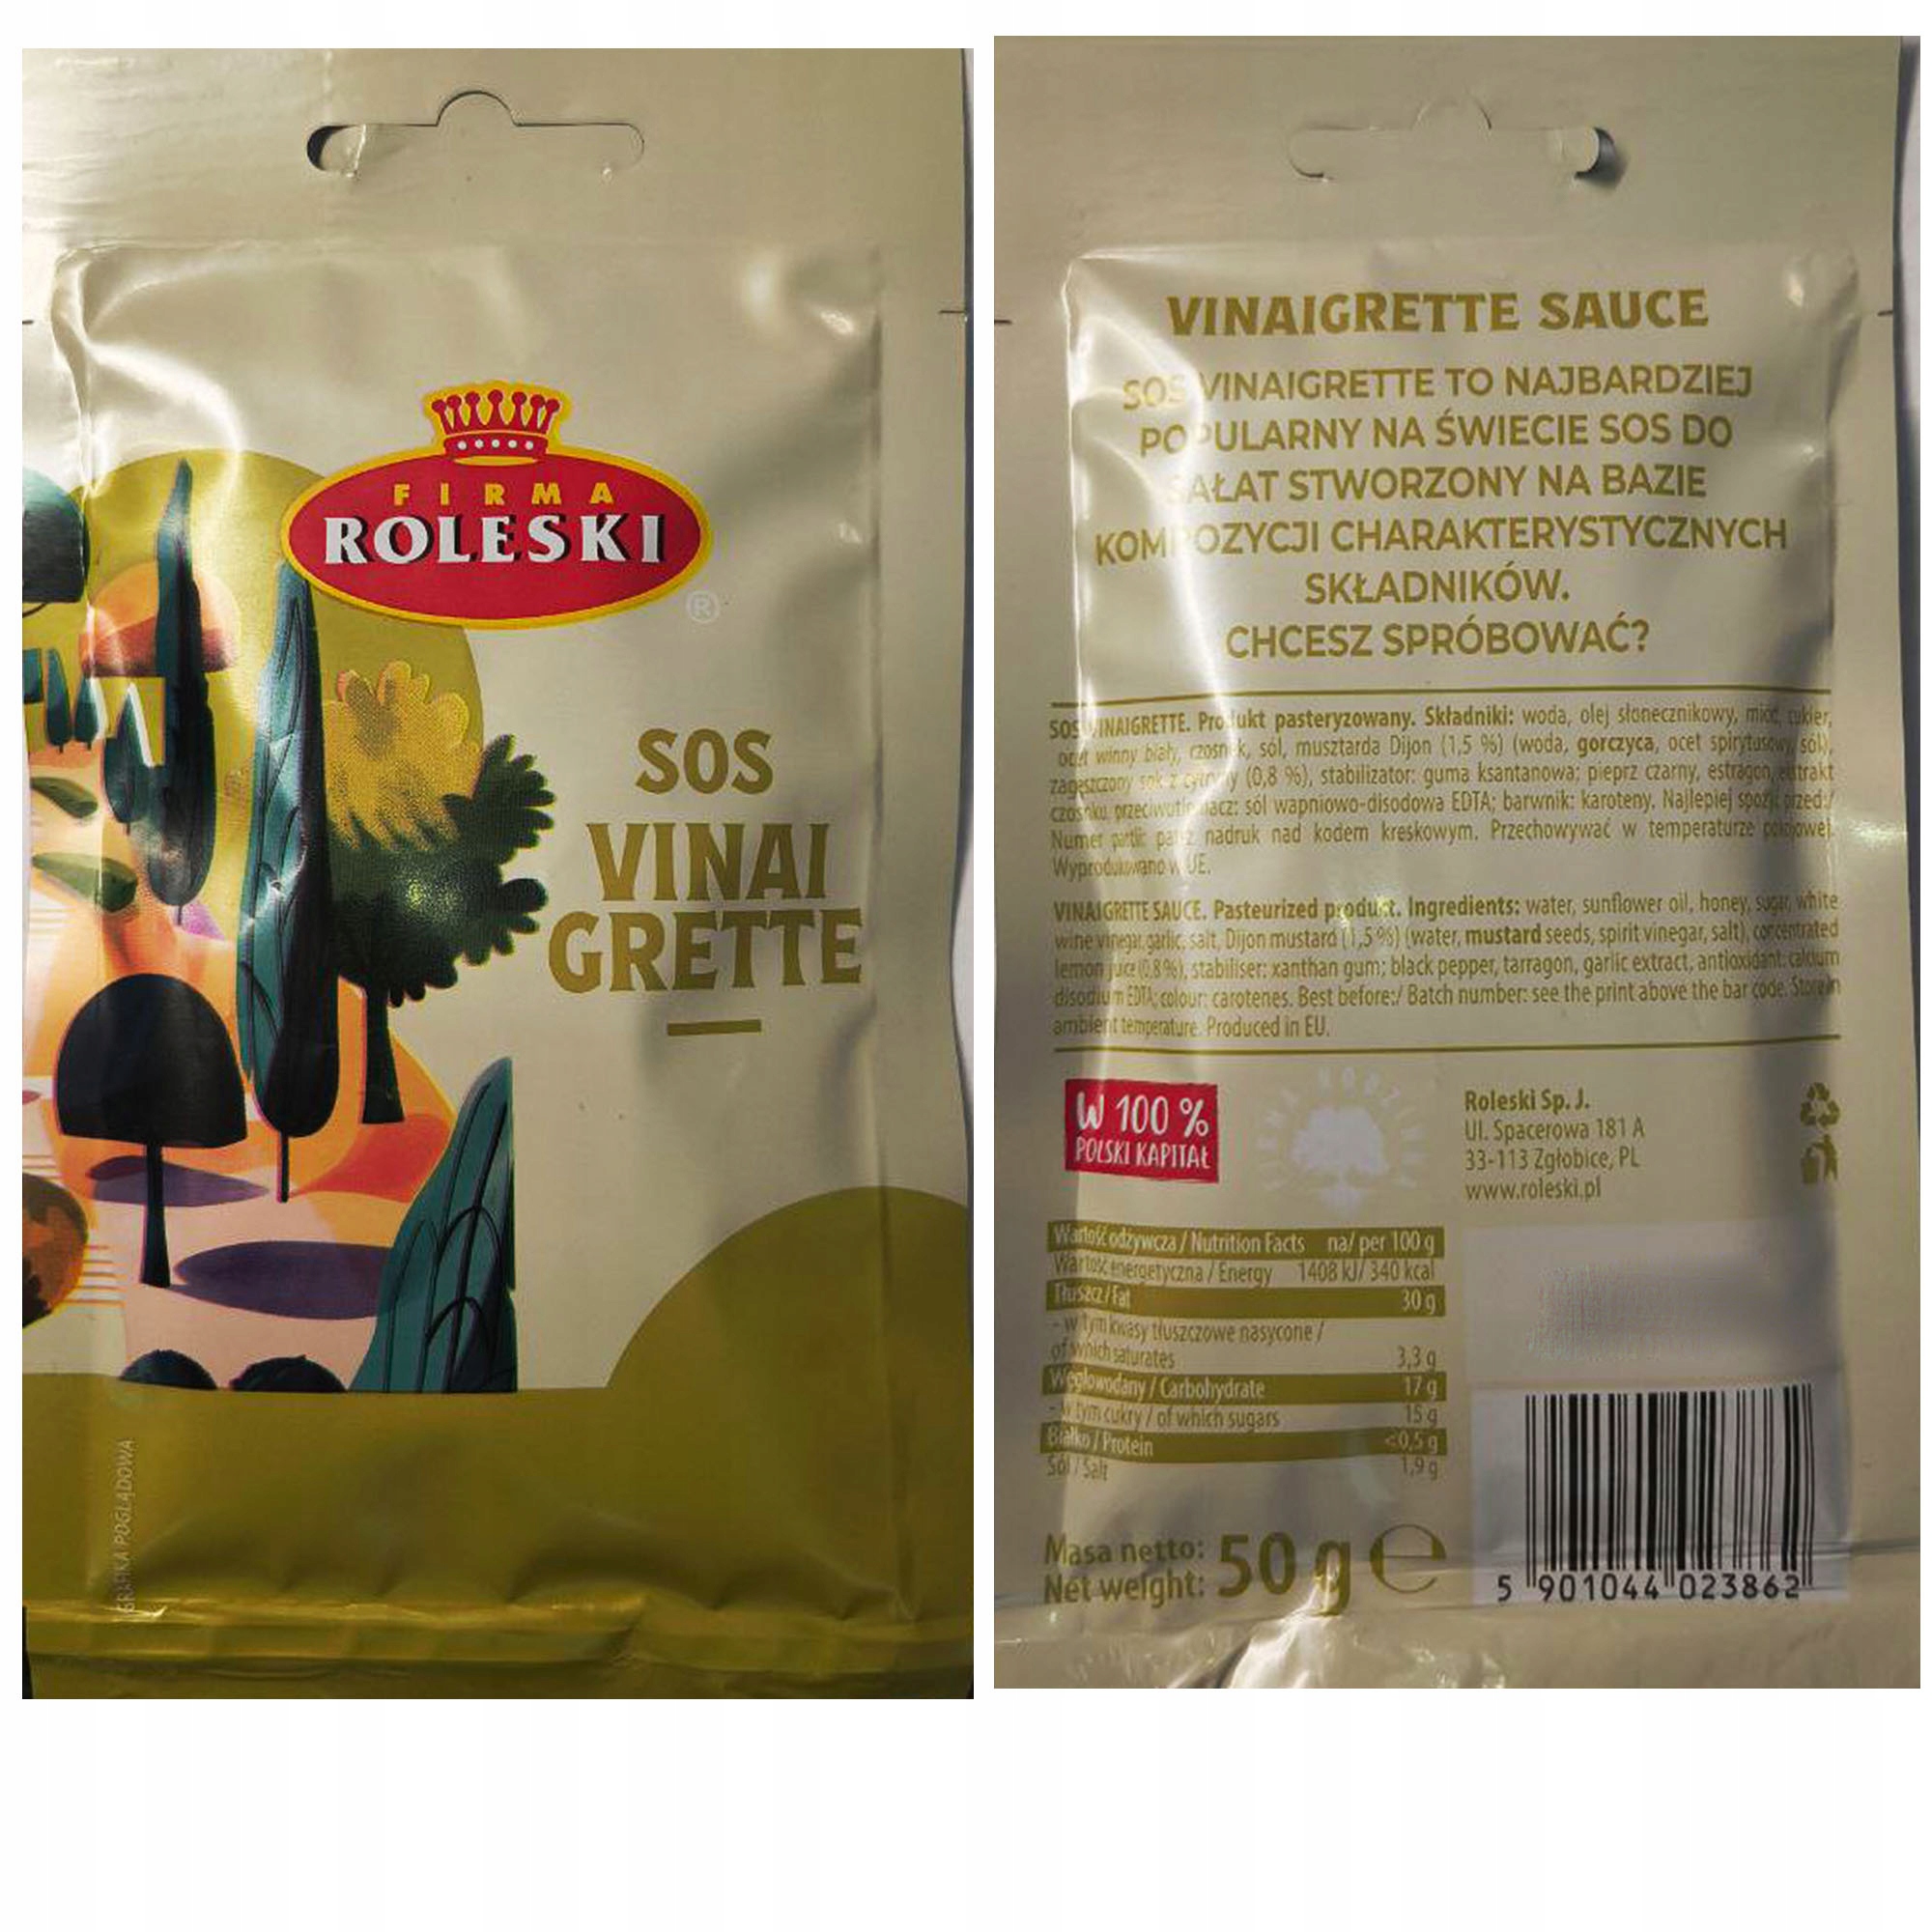 FIRMA
ROLESKI
®
SOS
VINAI
GRETTE
GRAFIKA POGLĄDOWA
VINAIGRETTE SAUCE
SOS VINAIGRETTE TO NAJBARDZIEJ
POPULARNY NA ŚWIECIE SOS DO
SAŁAT STWORZONY NA BAZIE
KOMPOZYCJI CHARAKTERYSTYCZNYCH
SKŁADNIKÓW.
CHCESZ SPRÓBOWAĆ?
SOS VINAIGRETTE. Produkt pasteryzowany. Składniki: woda, olej słonecznikowy, miód, cukier,
ocet winny biały, czosnek, sól, musztarda Dijon (1,5 %) (woda, gorczyca, ocet spirytusowy, sól),
zagęszczony sok z cytryny (0,8 %), stabilizator: guma ksantanowa; pieprz czarny, estragon, ekstrakt
czosnku, przeciwutleniacz: sól wapniowo-disodowa EDTA; barwnik: karoteny. Najlepiej spożyć przed:/
Numer partii: patrz nadruk nad kodem kreskowym. Przechowywać w temperaturze pokojowej.
Wyprodukowano w UE.
VINAIGRETTE SAUCE. Pasteurized product. Ingredients: water, sunflower oil, honey, sugar, white
wine vinegar, garlic, salt, Dijon mustard (1,5 %) (water, mustard seeds, spirit vinegar, salt), concentrated
lemon juice (0,8 %), stabiliser: xanthan gum; black pepper, tarragon, garlic extract, antioxidant: calcium
disodium EDTA; colour: carotenes. Best before:/ Batch number: see the print above the bar code. Store in
ambient temperature. Produced in EU.
W 100 %
POLSKI KAPITAŁ
Roleski Sp. J.
Ul. Spacerowa 181 A
33-113 Zgłobice, PL
www.roleski.pl
Wartość odżywcza / Nutrition Facts na/ per 100 g
Wartość energetyczna / Energy 1408 kJ/ 340 kcal
Tłuszcz / Fat 30 g
- w tym kwasy tłuszczowe nasycone /
of which saturates 3,3 g
Węglowodany / Carbohydrate 17 g
- w tym cukry / of which sugars 15 g
Białko / Protein <0,5 g
Sól / Salt 1,9 g
Masa netto:
Net weight: 50 g e
5 901044 023862